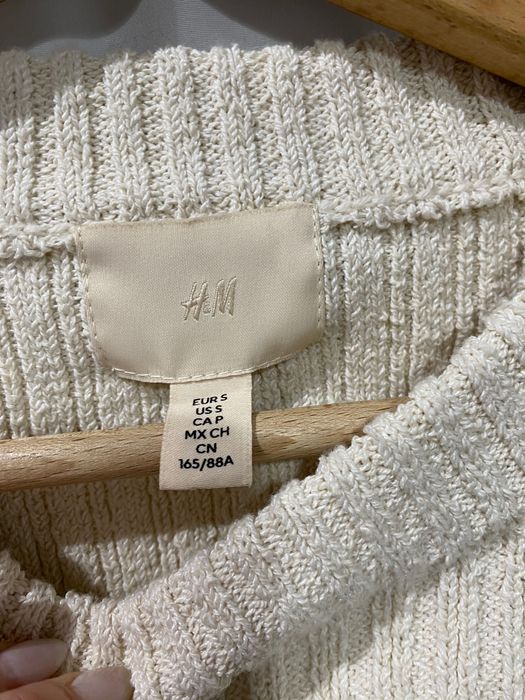 H&M
EUR S
US S
CA P
MX CH
CN
165/88A